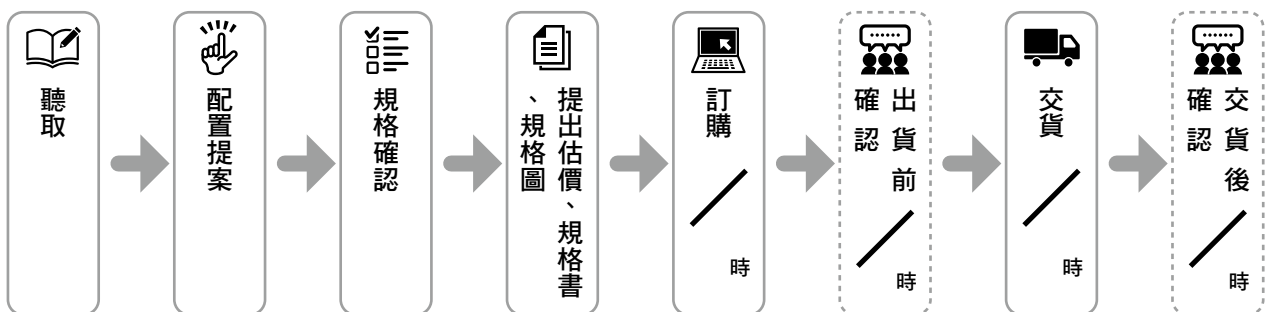 聽取
配置提案
規格確認
提出估價、規格書
、規格圖
訂購
時
出貨前
確認
時
交貨
時
交貨後
確認
時